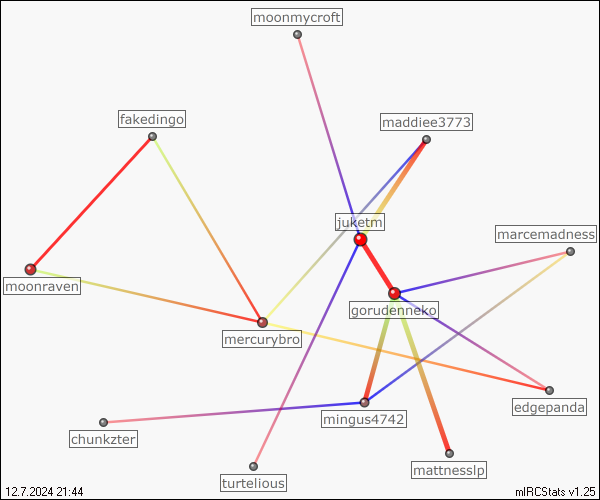 moonmycroft
fakedingo
maddiee3773
juketm
marcemadness
moonraven
gorudenneko
mercurybro
edgepanda
mingus4742
chunkzter
mattnesslp
turtelious
12.7.2024 21:44
mIRCStats v1.25